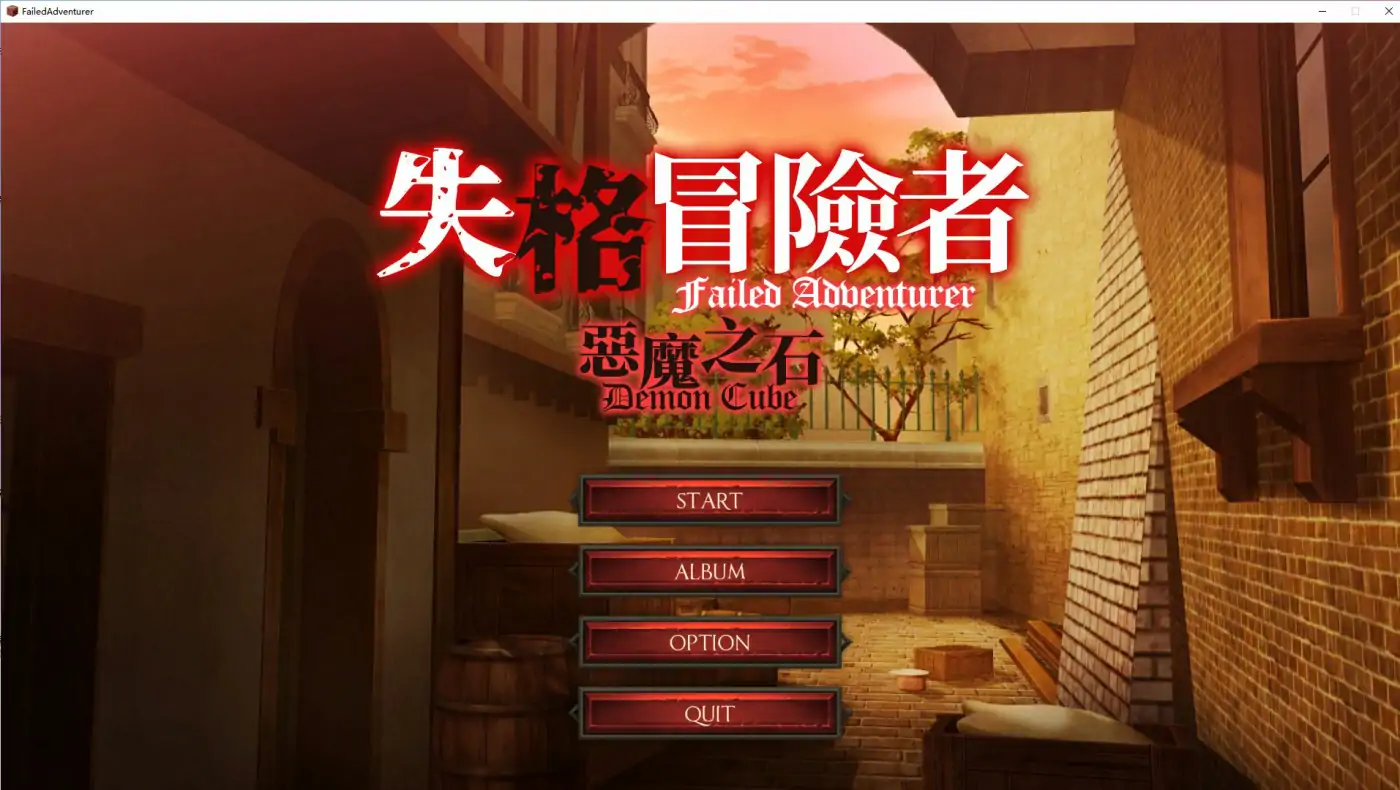 FailedAdventurer
失格冒險者
Failed Adventurer
惡魔之石
Demon Cube
START
ALBUM
OPTION
QUIT